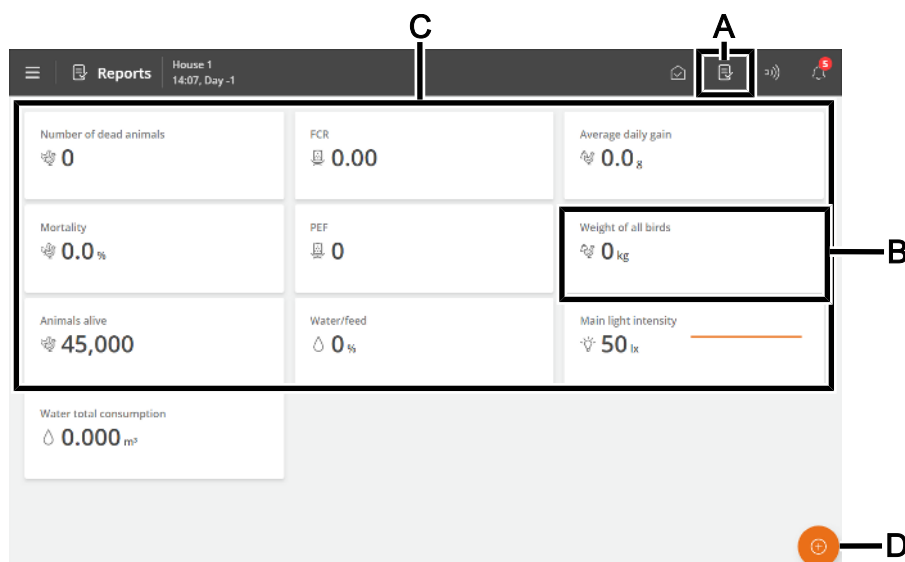 C
A
Reports
House 1
14:07, Day -1
5
Number of dead animals
0
FCR
0.00
Average daily gain
0.0 g
Mortality
0.0 %
PEF
0
Weight of all birds
0 kg
B
Animals alive
45,000
Water/feed
0 %
Main light intensity
50 lx
Water total consumption
0.000 m³
D